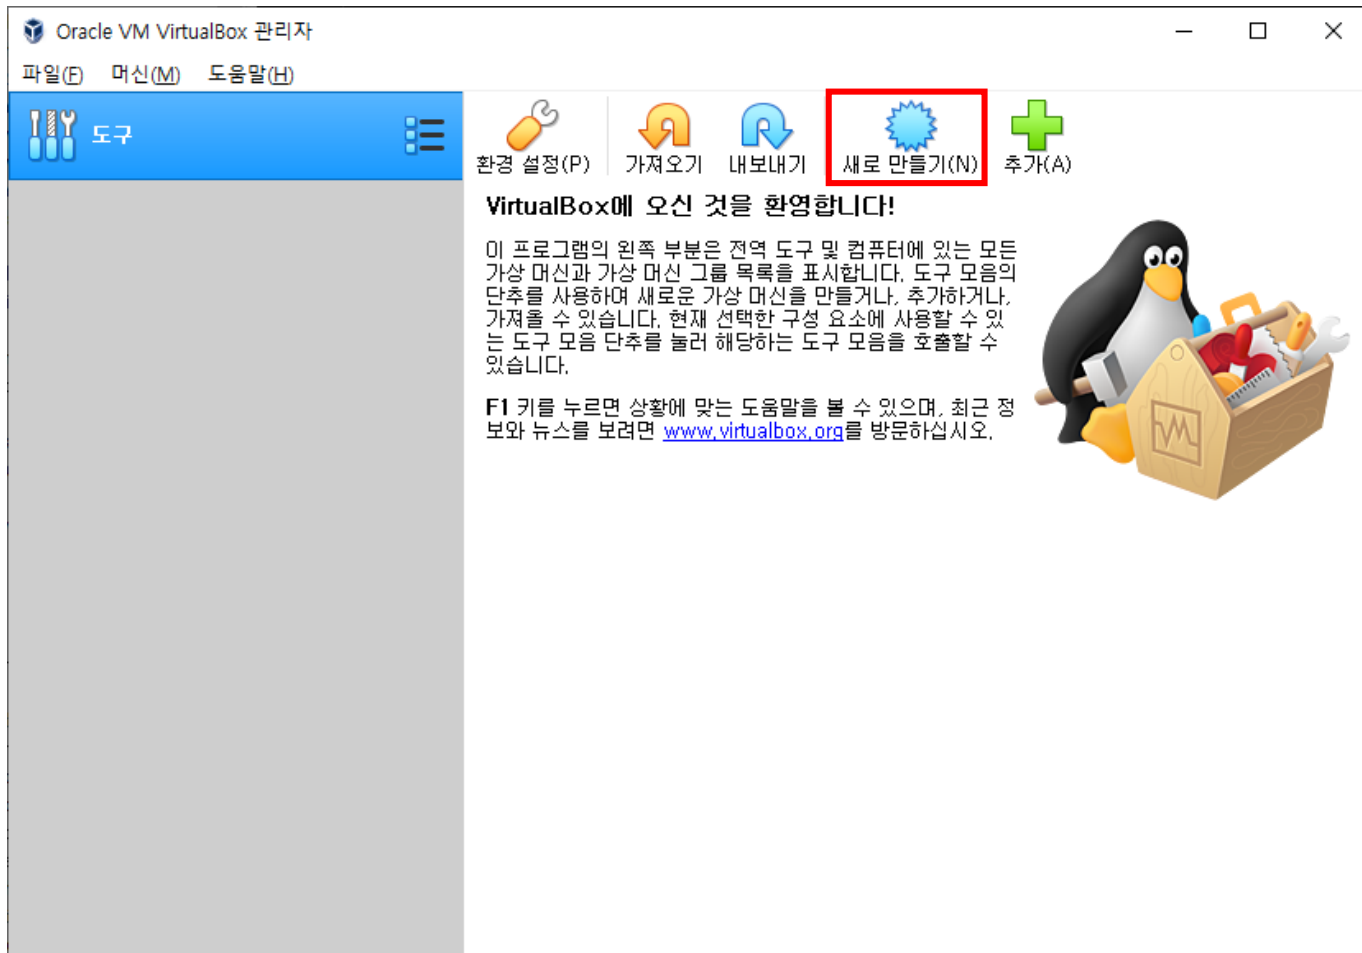 Oracle VM VirtualBox 관리자
파일(F) 머신(M) 도움말(H)
도구
환경 설정(P) 가져오기 내보내기 새로 만들기(N) 추가(A)
VirtualBox에 오신 것을 환영합니다!
이 프로그램의 왼쪽 부분은 전역 도구 및 컴퓨터에 있는 모든
가상 머신과 가상 머신 그룹 목록을 표시합니다. 도구 모음의
단추를 사용하여 새로운 가상 머신을 만들거나, 추가하거나,
가져올 수 있습니다. 현재 선택한 구성 요소에 사용할 수 있
는 도구 모음 단추를 눌러 해당하는 도구 모음을 호출할 수
있습니다.
F1 키를 누르면 상황에 맞는 도움말을 볼 수 있으며, 최근 정
보와 뉴스를 보려면 www.virtualbox.org를 방문하십시오.